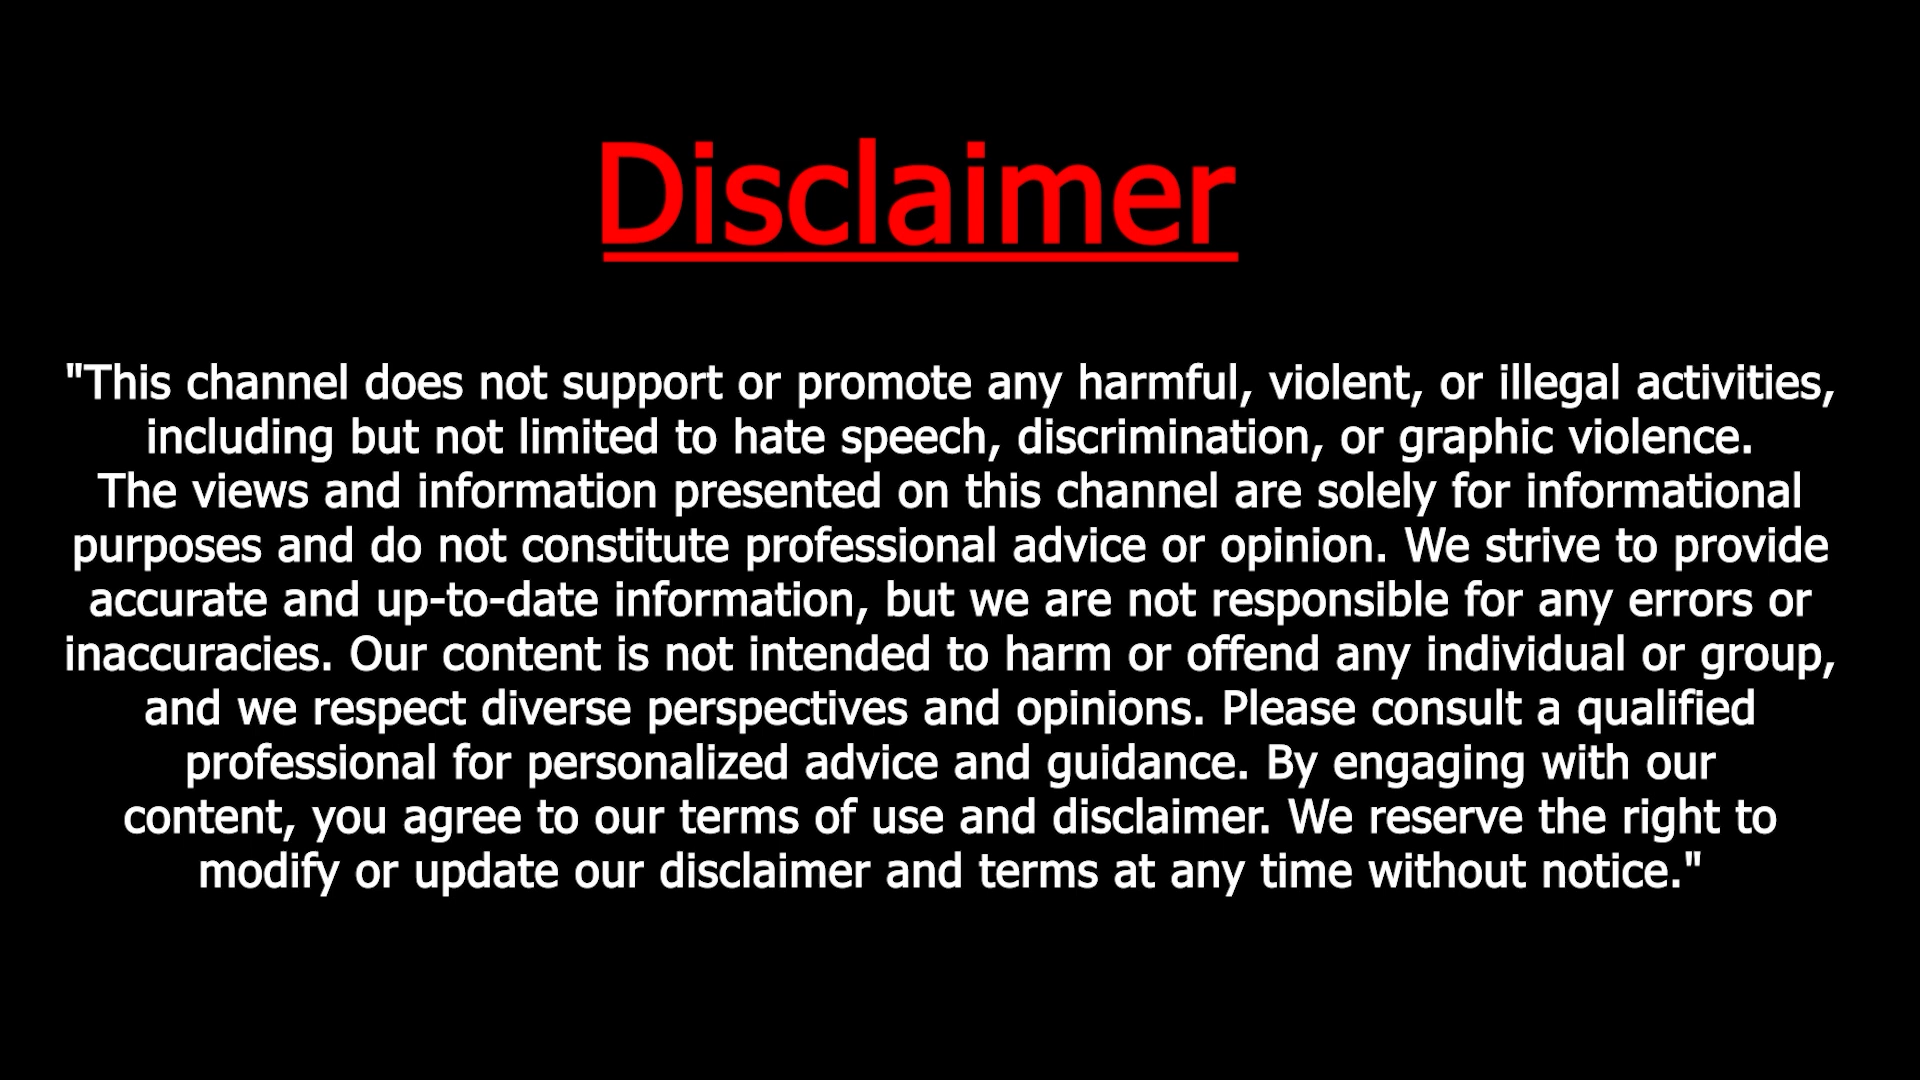 Disclaimer
"This channel does not support or promote any harmful, violent, or illegal activities,
including but not limited to hate speech, discrimination, or graphic violence.
The views and information presented on this channel are solely for informational
purposes and do not constitute professional advice or opinion. We strive to provide
accurate and up-to-date information, but we are not responsible for any errors or
inaccuracies. Our content is not intended to harm or offend any individual or group,
and we respect diverse perspectives and opinions. Please consult a qualified
professional for personalized advice and guidance. By engaging with our
content, you agree to our terms of use and disclaimer. We reserve the right to
modify or update our disclaimer and terms at any time without notice."